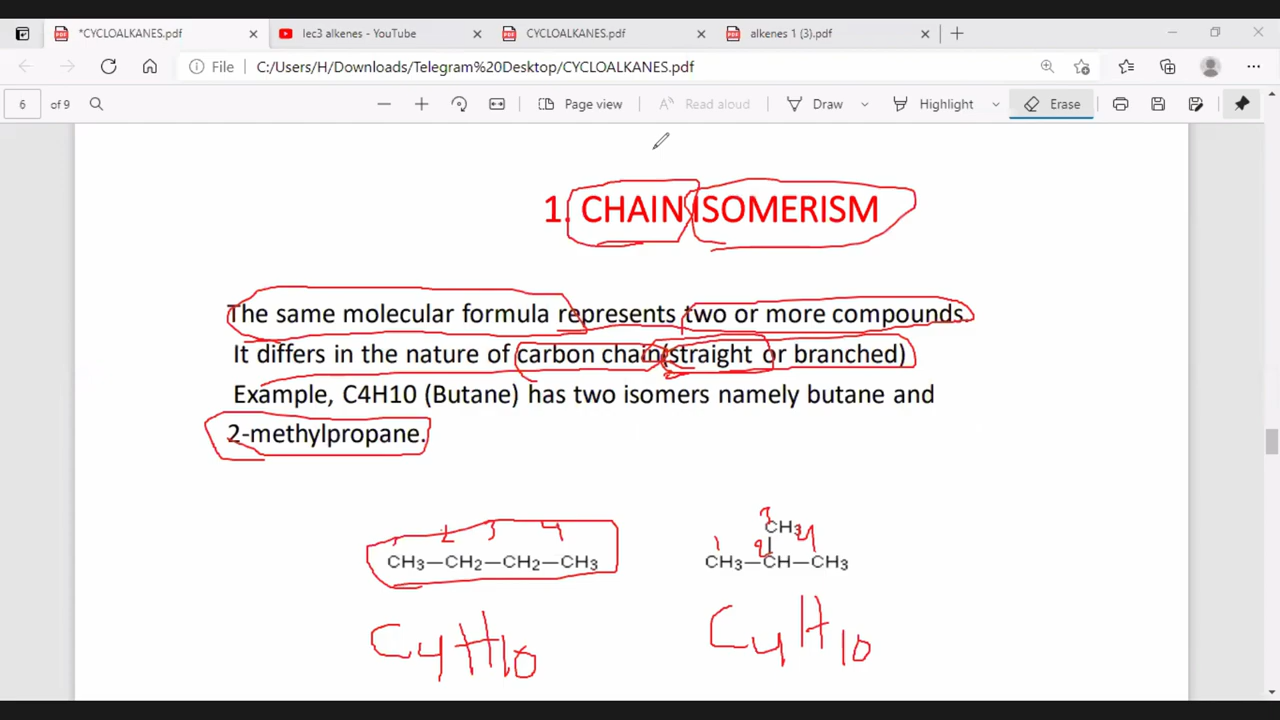 *CYCLOALKANES.pdf
lec3 alkenes - YouTube
CYCLOALKANES.pdf
alkenes 1 (3).pdf
File C:/Users/H/Downloads/Telegram%20Desktop/CYCLOALKANES.pdf
6 of 9 Page view Read aloud Draw Highlight Erase
1. CHAIN ISOMERISM
The same molecular formula represents two or more compounds.
It differs in the nature of carbon chain(straight or branched)
Example, C4H10 (Butane) has two isomers namely butane and
2-methylpropane.
1 2 3 4
CH3—CH2—CH2—CH3
3
CH3
1 2 4
CH3—CH—CH3
C4H10
C4H10